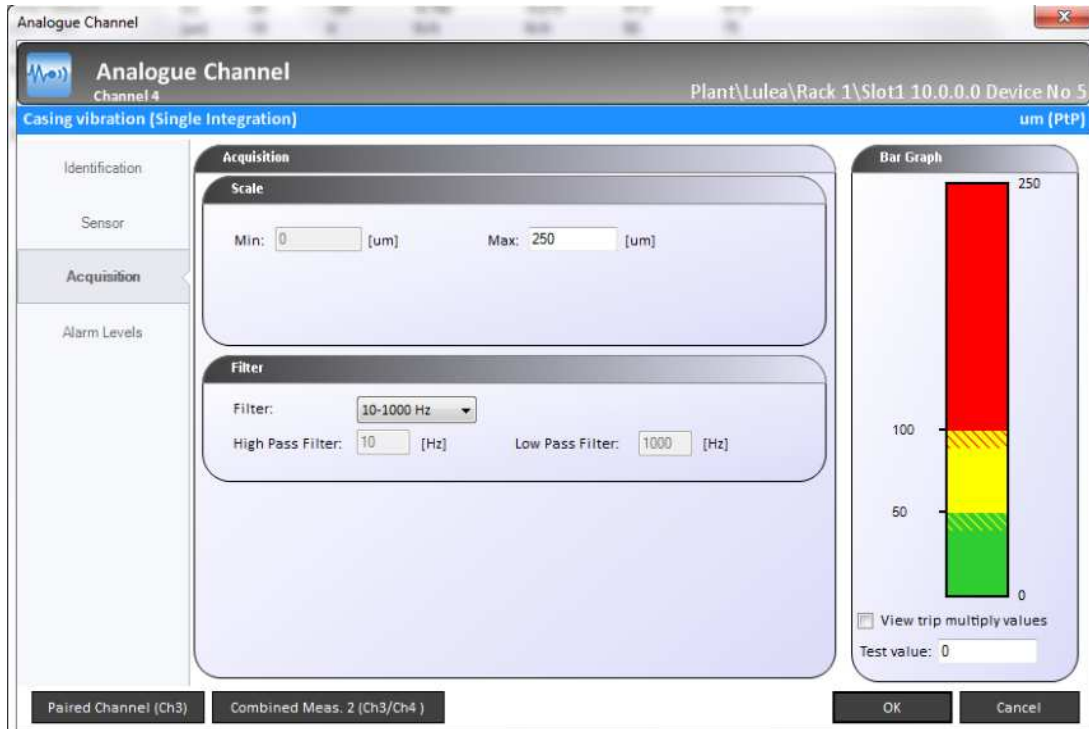 Analogue Channel
Analogue Channel
Channel 4
Plant\Lulea\Rack 1\Slot1 10.0.0.0 Device No 5
Casing vibration (Single Integration)
um (PtP)
Identification
Sensor
Acquisition
Alarm Levels
Acquisition
Scale
Min: 0 [um] Max: 250 [um]
Filter
Filter: 10-1000 Hz
High Pass Filter: 10 [Hz] Low Pass Filter: 1000 [Hz]
Bar Graph
250
100
50
0
View trip multiply values
Test value: 0
Paired Channel (Ch3)
Combined Meas. 2 (Ch3/Ch4 )
OK
Cancel